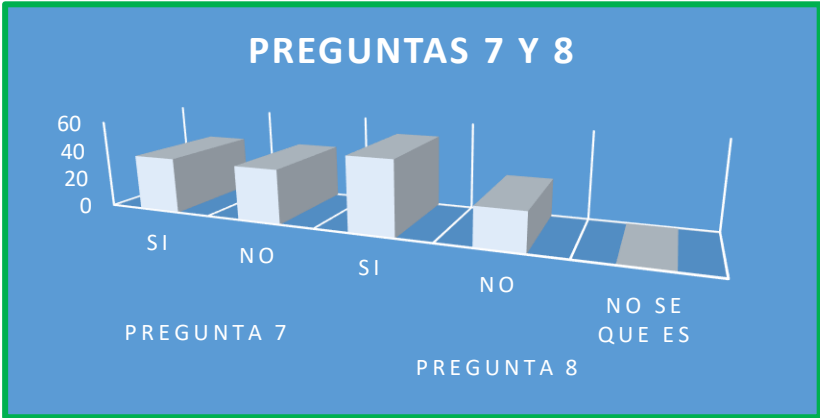 PREGUNTAS 7 Y 8
60
40
20
0
SI
NO
SI
NO
NO SE
QUE ES
PREGUNTA 7
PREGUNTA 8